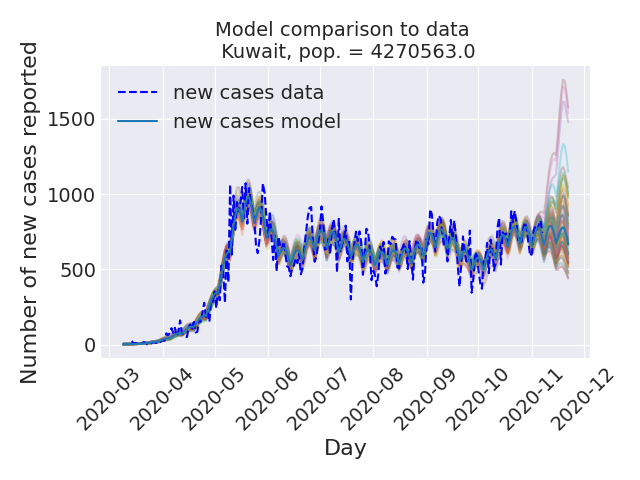 Model comparison to data
Kuwait, pop. = 4270563.0
Number of new cases reported
1500
1000
500
0
new cases data
new cases model
2020-03
2020-04
2020-05
2020-06
2020-07
2020-08
2020-09
2020-10
2020-11
2020-12
Day